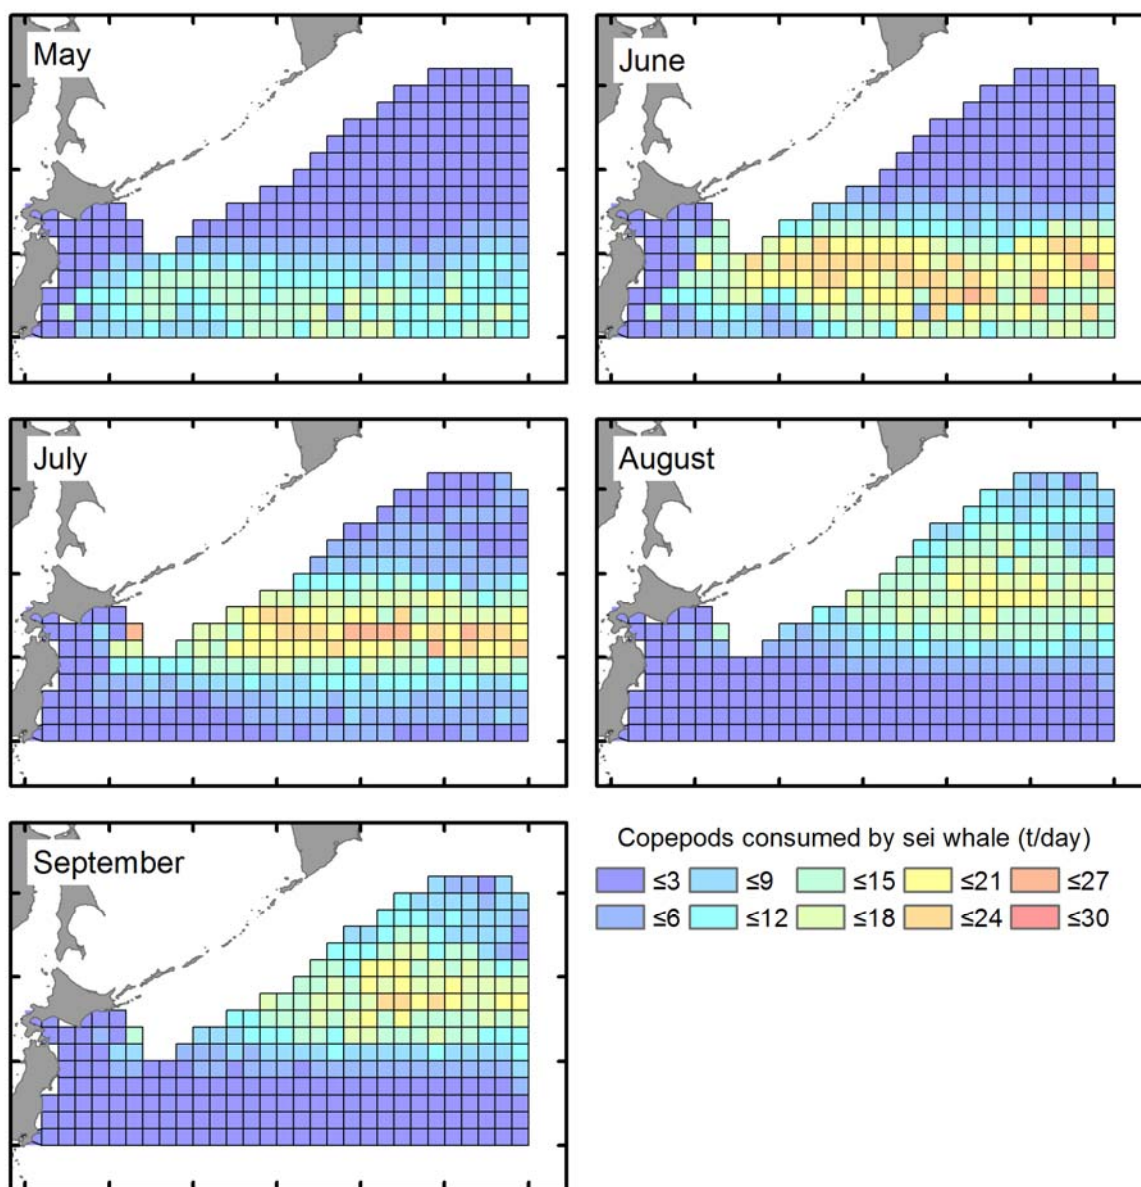 May
June
July
August
September
Copepods consumed by sei whale (t/day)
≤3 ≤9 ≤15 ≤21 ≤27
≤6 ≤12 ≤18 ≤24 ≤30